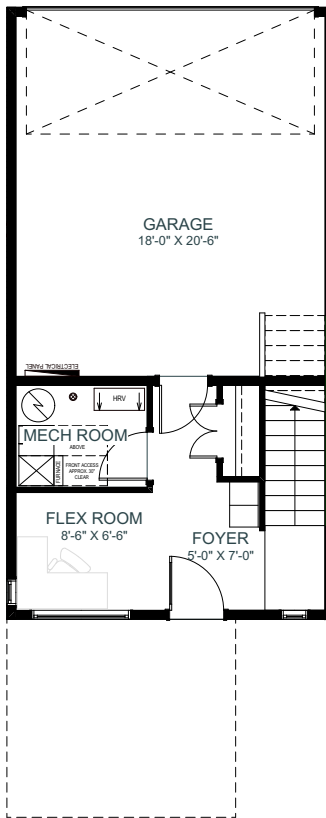 GARAGE
18'-0" X 20'-6"
ELECTRICAL PANEL
HRV
MECH ROOM
ABOVE
FURNACE
FRONT ACCESS
APPROX. 30"
CLEAR
FLEX ROOM
8'-6" X 6'-6"
FOYER
5'-0" X 7'-0"